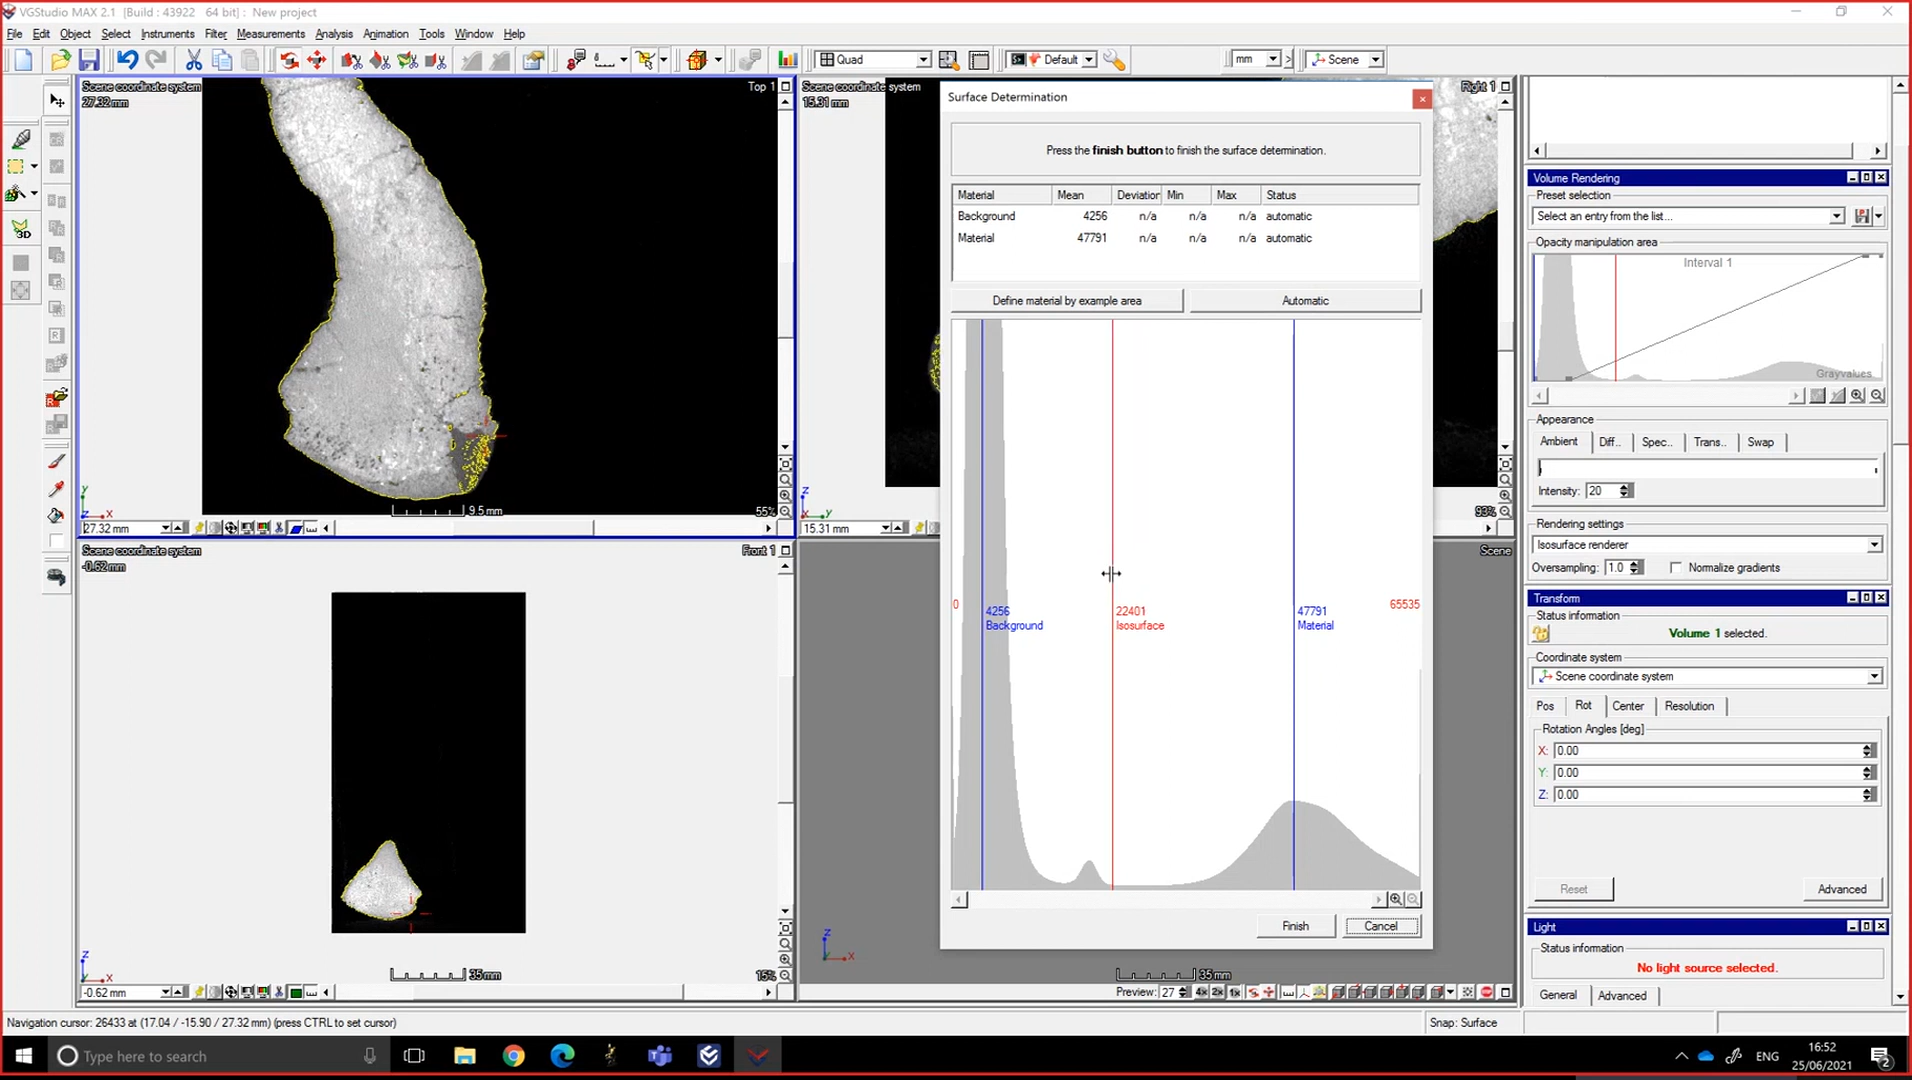 VGStudio MAX 2.1 [Build : 43922 64 bit] : New project
File Edit Object Select Instruments Filter Measurements Analysis Animation Tools Window Help
Quad
Default
mm
Scene
Scene coordinate system
Top 1
27.32 mm
9.5 mm
55%
27.32 mm
Scene coordinate system
Right 1
15.31 mm
93%
15.31 mm
Scene coordinate system
Front 1
-0.62 mm
35 mm
15%
-0.62 mm
Scene
35 mm
Preview: 27
Surface Determination
Press the finish button to finish the surface determination.
Material Mean Deviation Min Max Status
Background 4256 n/a n/a n/a automatic
Material 47791 n/a n/a n/a automatic
Define material by example area
Automatic
0
4256
Background
22401
Isosurface
47791
Material
65535
Finish
Cancel
Volume Rendering
Preset selection
Select an entry from the list...
Opacity manipulation area
Interval 1
Grayvalues
Appearance
Ambient Diff.. Spec.. Trans.. Swap
Intensity: 20
Rendering settings
Isosurface renderer
Oversampling: 1.0 Normalize gradients
Transform
Status information
Volume 1 selected.
Coordinate system
Scene coordinate system
Pos Rot Center Resolution
Rotation Angles [deg]
X: 0.00
Y: 0.00
Z: 0.00
Reset
Advanced
Light
Status information
No light source selected.
General Advanced
Navigation cursor: 26433 at (17.04 / -15.90 / 27.32 mm) (press CTRL to set cursor)
Snap: Surface
Type here to search
ENG
16:52
25/06/2021
2